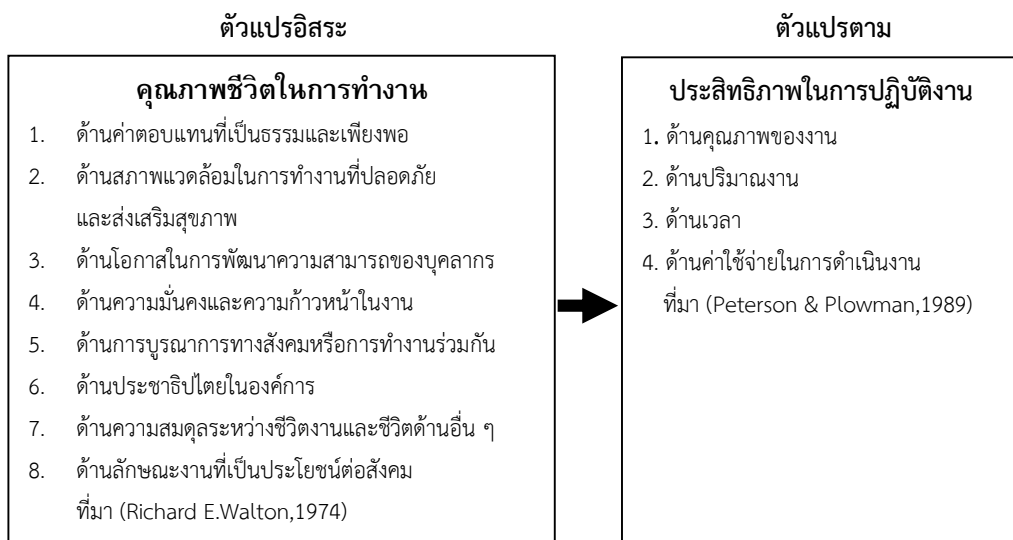 ตัวแปรอิสระ
คุณภาพชีวิตในการทำงาน
1. ด้านค่าตอบแทนที่เป็นธรรมและเพียงพอ
2. ด้านสภาพแวดล้อมในการทำงานที่ปลอดภัย
และส่งเสริมสุขภาพ
3. ด้านโอกาสในการพัฒนาความสามารถของบุคลากร
4. ด้านความมั่นคงและความก้าวหน้าในงาน
5. ด้านการบูรณาการทางสังคมหรือการทำงานร่วมกัน
6. ด้านประชาธิปไตยในองค์การ
7. ด้านความสมดุลระหว่างชีวิตงานและชีวิตด้านอื่น ๆ
8. ด้านลักษณะงานที่เป็นประโยชน์ต่อสังคม
ที่มา (Richard E.Walton,1974)
ตัวแปรตาม
ประสิทธิภาพในการปฏิบัติงาน
1. ด้านคุณภาพของงาน
2. ด้านปริมาณงาน
3. ด้านเวลา
4. ด้านค่าใช้จ่ายในการดำเนินงาน
ที่มา (Peterson & Plowman,1989)